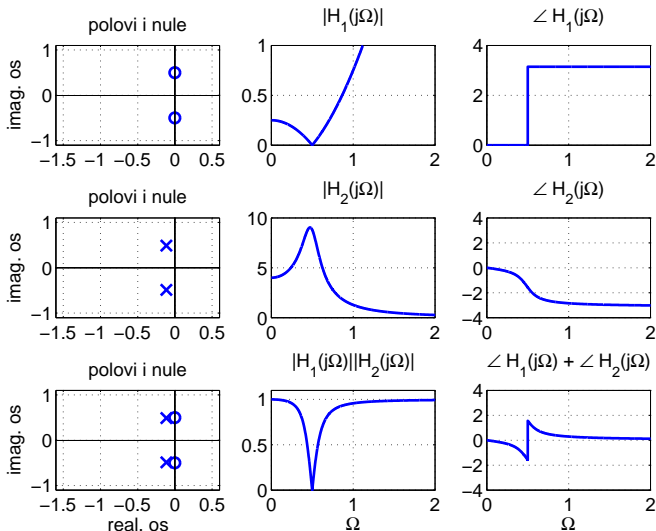 polovi i nule
|H₁(jΩ)|
∠ H₁(jΩ)
imag. os
1
0
−1
−1.5 −1 −0.5 0 0.5
1
0.5
0
0 1 2
4
3
2
1
0
0 1 2
polovi i nule
|H₂(jΩ)|
∠ H₂(jΩ)
imag. os
1
0
−1
−1.5 −1 −0.5 0 0.5
10
5
0
0 1 2
4
2
0
−2
−4
0 1 2
polovi i nule
|H₁(jΩ)||H₂(jΩ)|
∠ H₁(jΩ) + ∠ H₂(jΩ)
imag. os
1
0
−1
−1.5 −1 −0.5 0 0.5
real. os
1
0.5
0
0 1 2
Ω
4
2
0
−2
−4
0 1 2
Ω